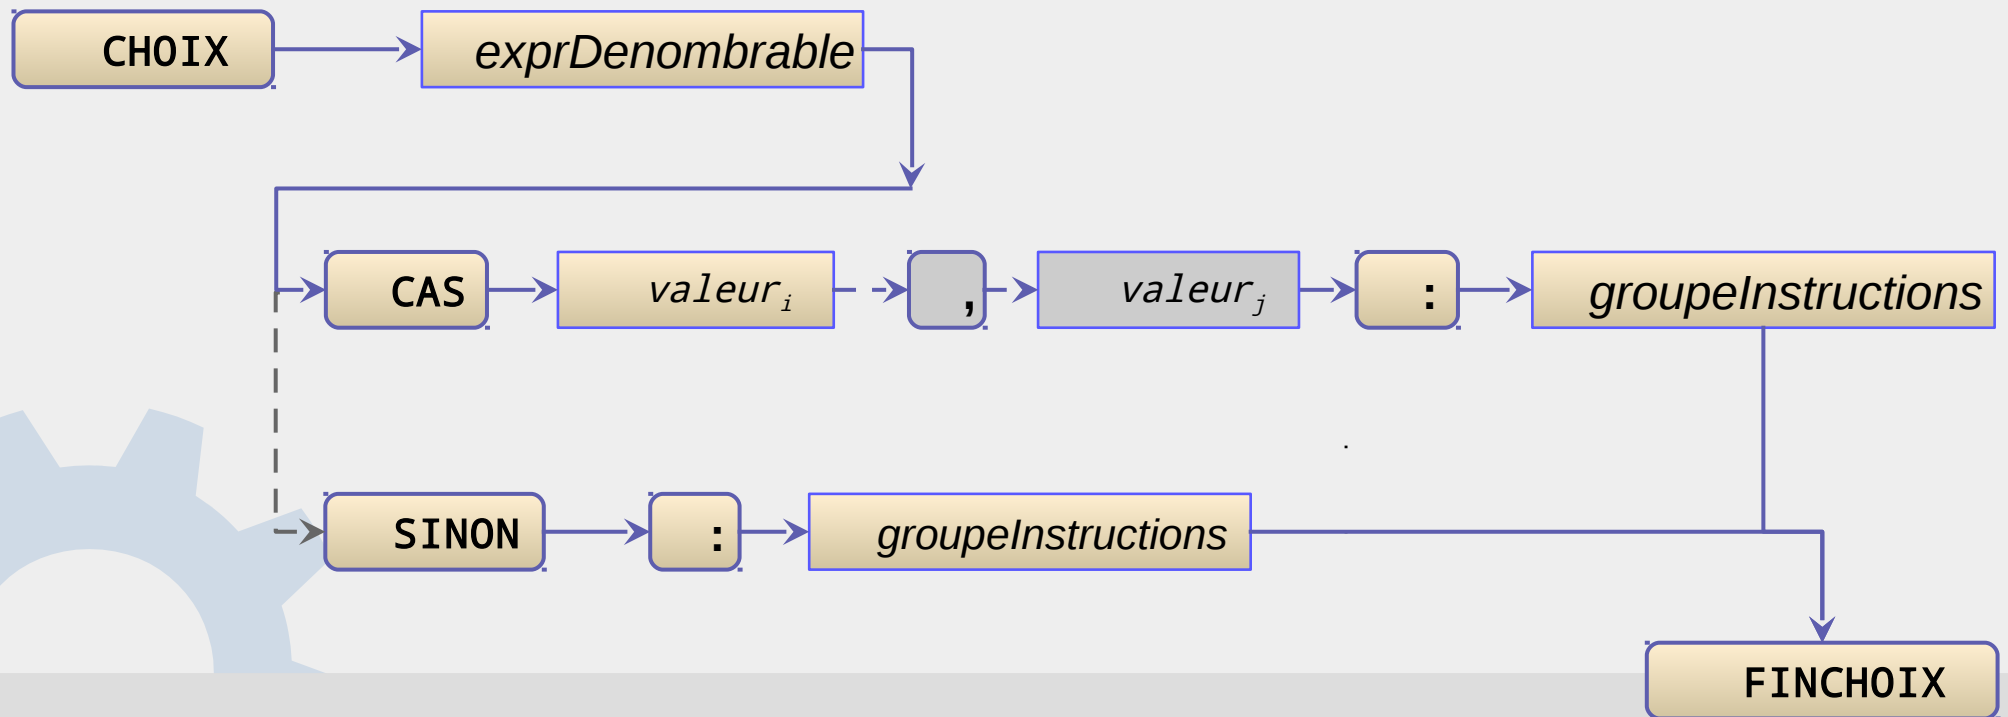 CHOIX exprDenombrable
CAS valeurᵢ , valeurⱼ : groupeInstructions
.
SINON : groupeInstructions
FINCHOIX